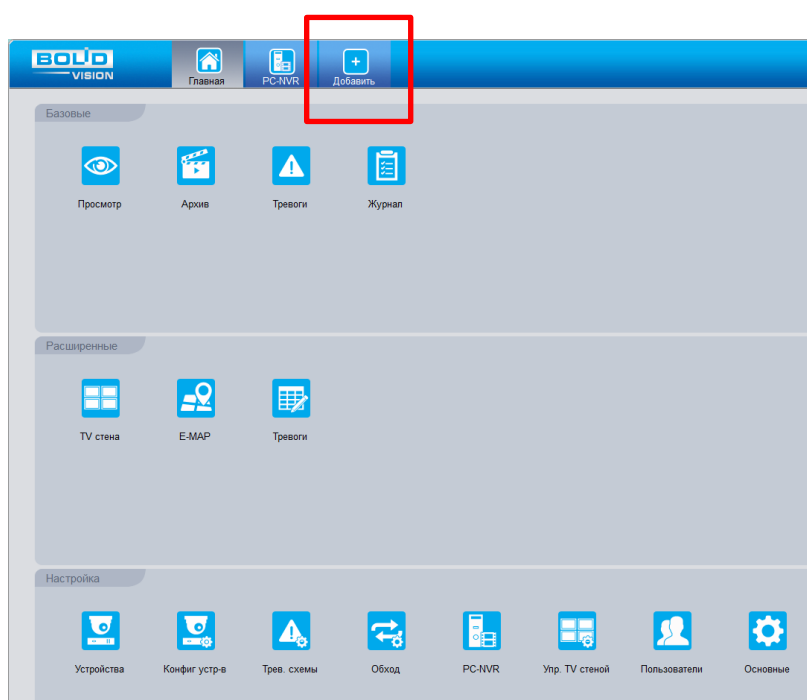 BOLID
VISION
Главная
PC-NVR
Добавить
Базовые
Просмотр
Архив
Тревоги
Журнал
Расширенные
TV стена
E-MAP
Тревоги
Настройка
Устройства
Конфиг устр-в
Трев. схемы
Обход
PC-NVR
Упр. TV стеной
Пользователи
Основные